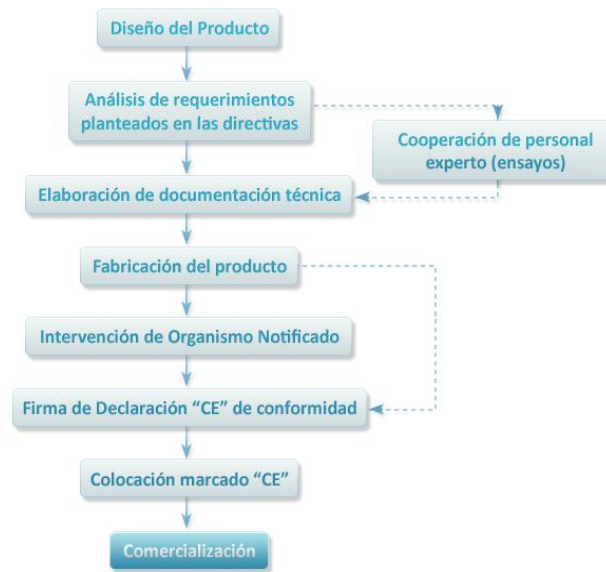 Diseño del Producto
Análisis de requerimientos
planteados en las directivas
Cooperación de personal
experto (ensayos)
Elaboración de documentación técnica
Fabricación del producto
Intervención de Organismo Notificado
Firma de Declaración “CE” de conformidad
Colocación marcado “CE”
Comercialización